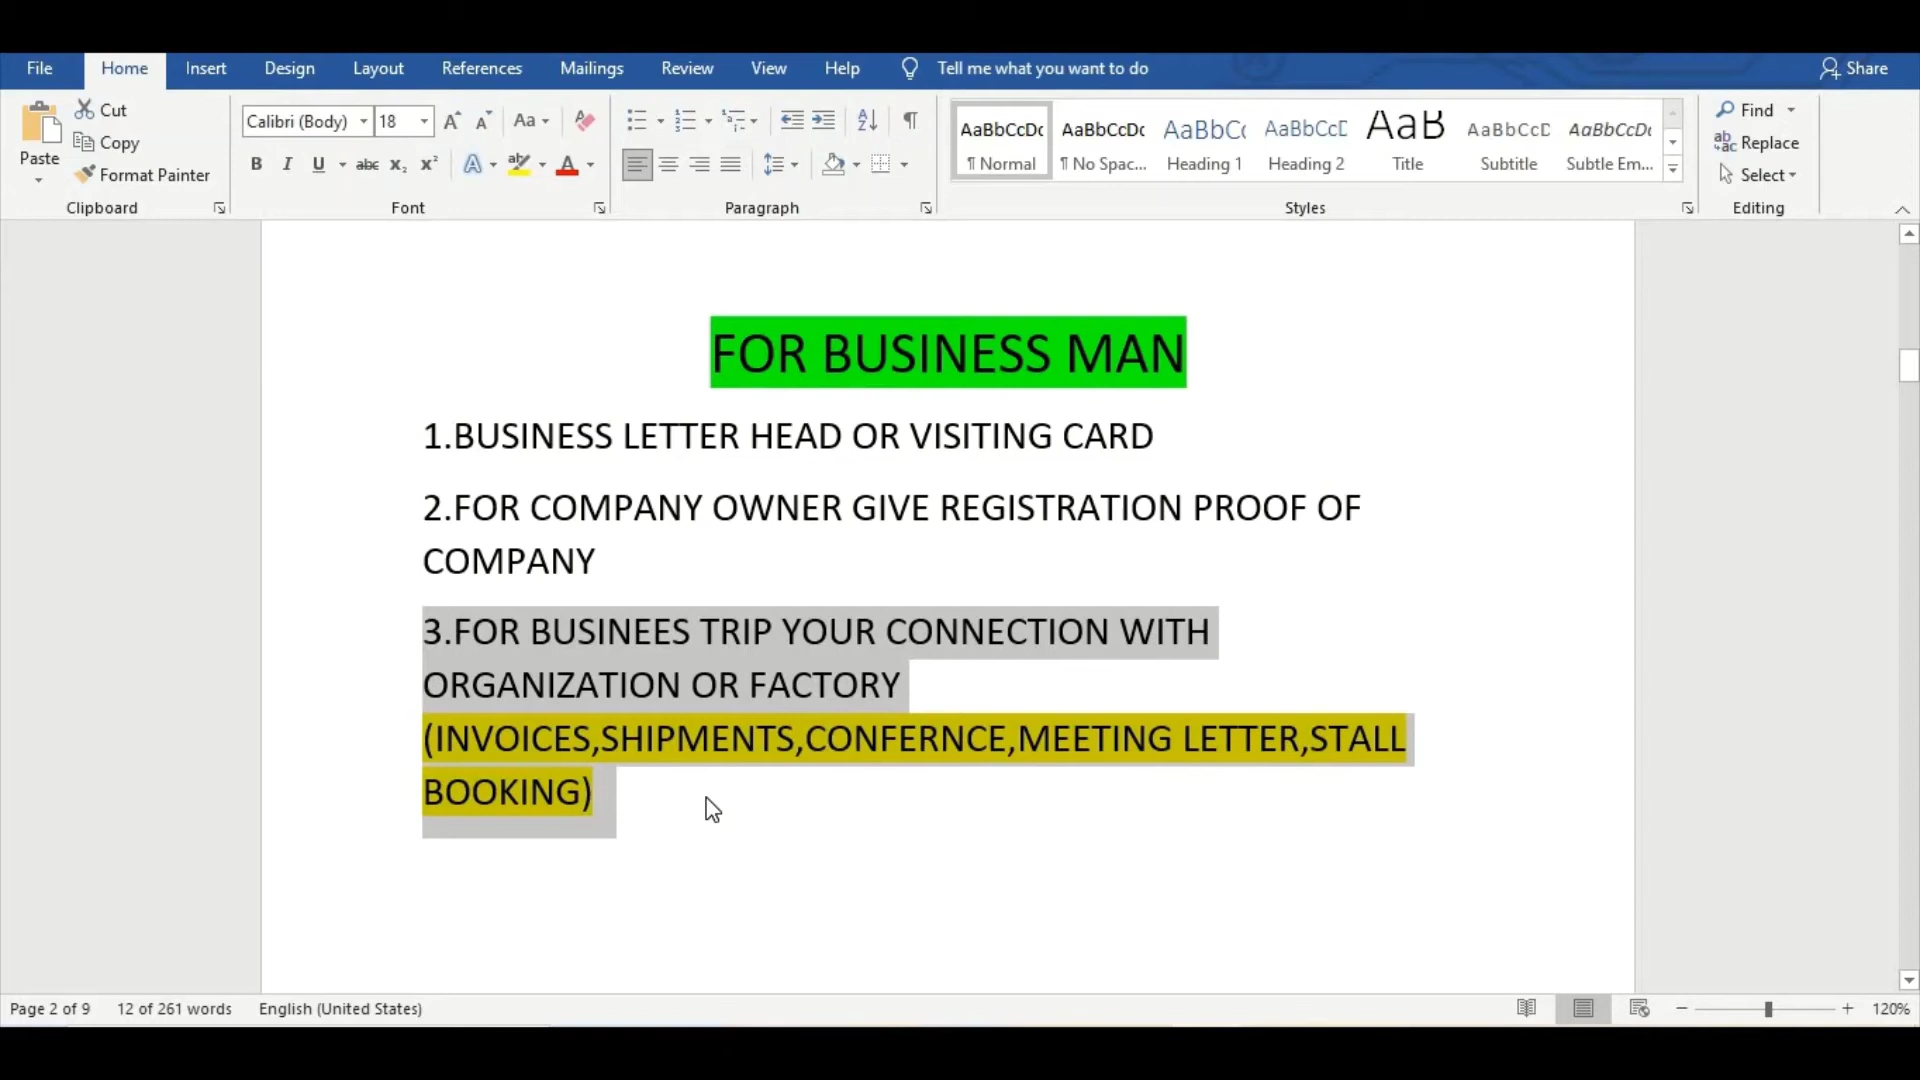 File Home Insert Design Layout References Mailings Review View Help Tell me what you want to do Share
Paste
Cut
Copy
Format Painter
Clipboard
Calibri (Body) 18 Aa
B I U abc x₂ x² A A
Font
Paragraph
AaBbCcDc AaBbCcDc AaBbCc AaBbCcD AaB AaBbCcD AaBbCcDc
¶ Normal ¶ No Spac... Heading 1 Heading 2 Title Subtitle Subtle Em...
Styles
Find
Replace
Select
Editing
FOR BUSINESS MAN
1.BUSINESS LETTER HEAD OR VISITING CARD
2.FOR COMPANY OWNER GIVE REGISTRATION PROOF OF
COMPANY
3.FOR BUSINEES TRIP YOUR CONNECTION WITH
ORGANIZATION OR FACTORY
(INVOICES,SHIPMENTS,CONFERNCE,MEETING LETTER,STALL
BOOKING)
Page 2 of 9 12 of 261 words English (United States) 120%